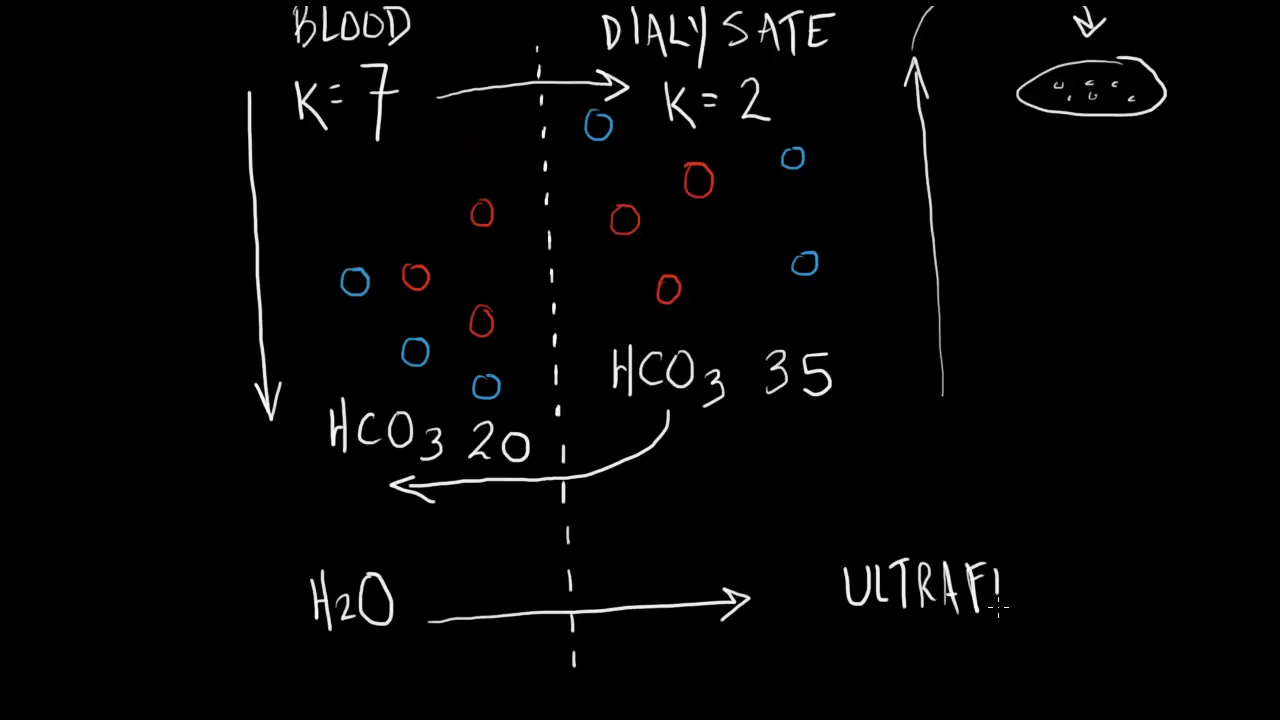 BLOOD
DIALYSATE
K= 7
K = 2
HCO3 35
HCO3 20
H2O
ULTRAFI